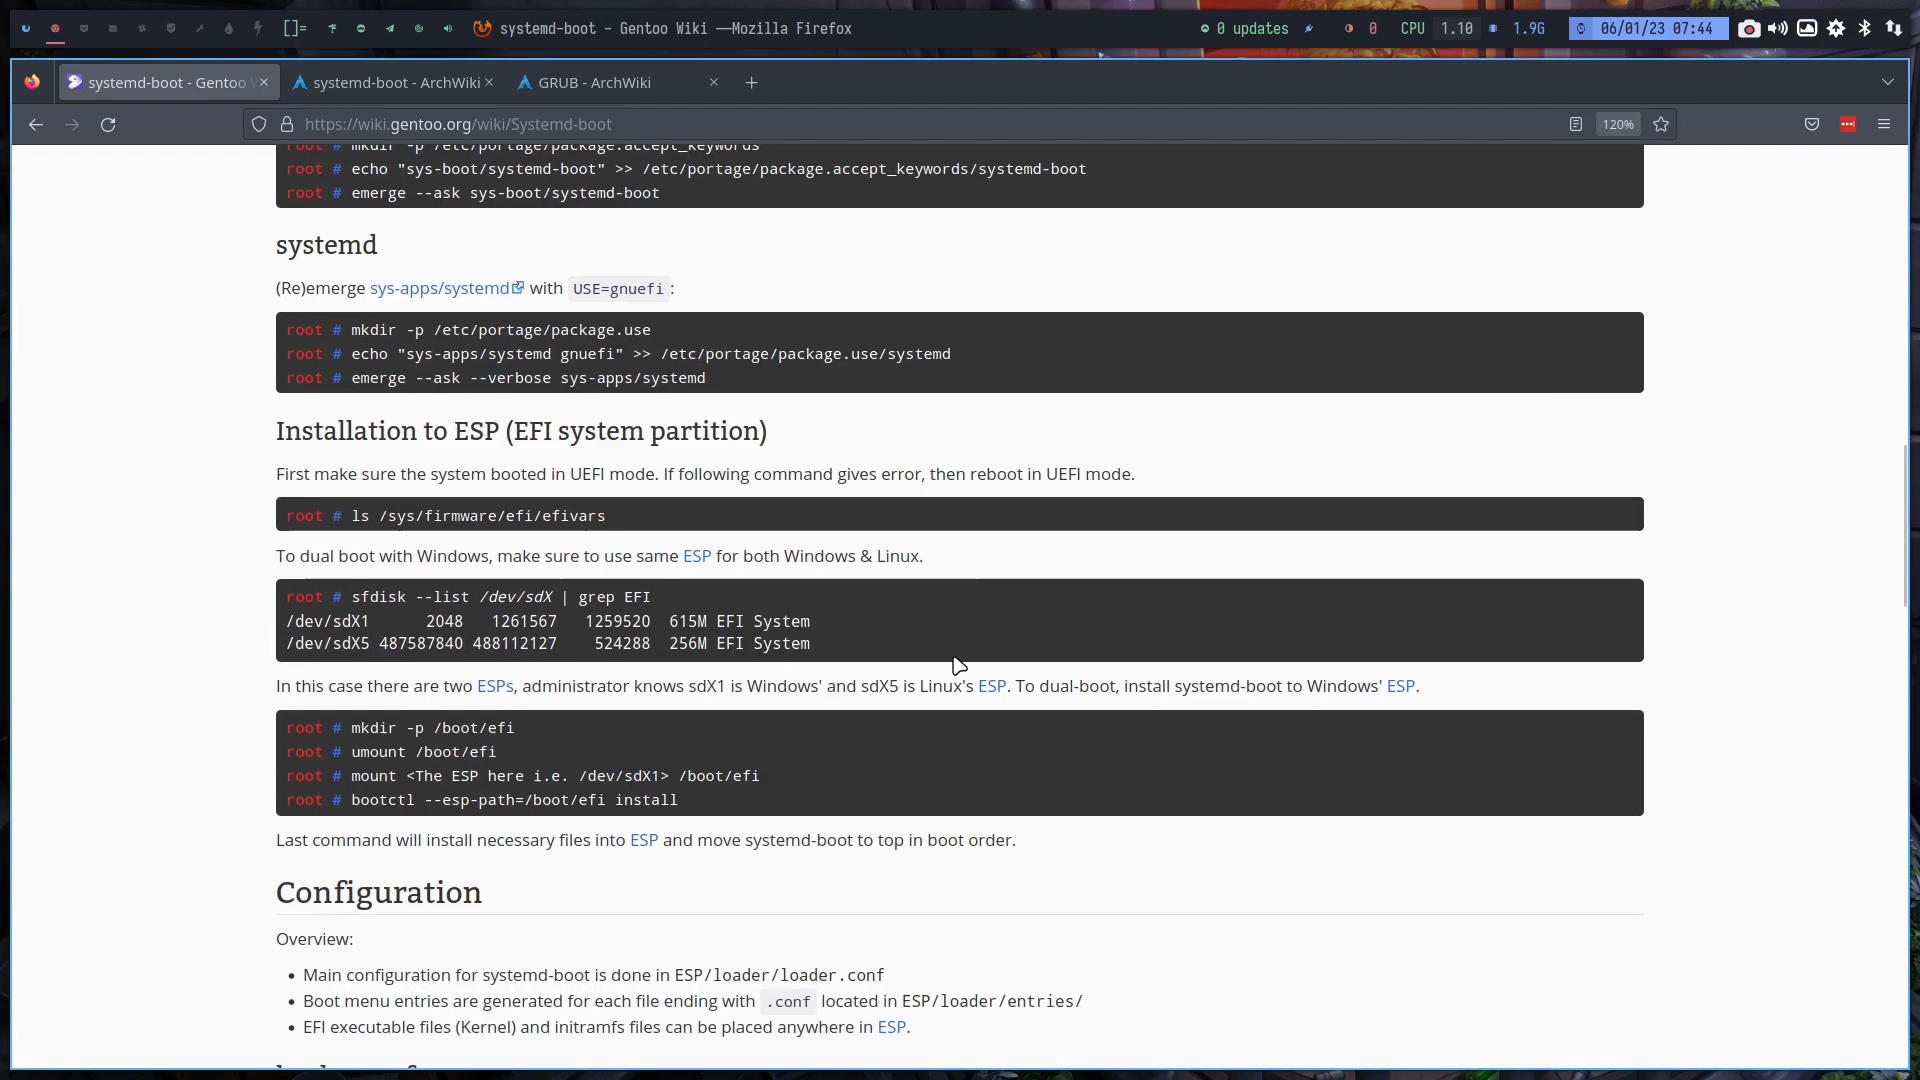 []= systemd-boot – Gentoo Wiki —Mozilla Firefox 0 updates 0 CPU 1.10 1.9G 06/01/23 07:44
systemd-boot - Gentoo systemd-boot - ArchWiki GRUB - ArchWiki
https://wiki.gentoo.org/wiki/Systemd-boot 120%
root # mkdir -p /etc/portage/package.accept_keywords
root # echo "sys-boot/systemd-boot" >> /etc/portage/package.accept_keywords/systemd-boot
root # emerge --ask sys-boot/systemd-boot
systemd
(Re)emerge sys-apps/systemd with USE=gnuefi:
root # mkdir -p /etc/portage/package.use
root # echo "sys-apps/systemd gnuefi" >> /etc/portage/package.use/systemd
root # emerge --ask --verbose sys-apps/systemd
Installation to ESP (EFI system partition)
First make sure the system booted in UEFI mode. If following command gives error, then reboot in UEFI mode.
root # ls /sys/firmware/efi/efivars
To dual boot with Windows, make sure to use same ESP for both Windows & Linux.
root # sfdisk --list /dev/sdX | grep EFI
/dev/sdX1 2048 1261567 1259520 615M EFI System
/dev/sdX5 487587840 488112127 524288 256M EFI System
In this case there are two ESPs, administrator knows sdX1 is Windows' and sdX5 is Linux's ESP. To dual-boot, install systemd-boot to Windows' ESP.
root # mkdir -p /boot/efi
root # umount /boot/efi
root # mount <The ESP here i.e. /dev/sdX1> /boot/efi
root # bootctl --esp-path=/boot/efi install
Last command will install necessary files into ESP and move systemd-boot to top in boot order.
Configuration
Overview:
• Main configuration for systemd-boot is done in ESP/loader/loader.conf
• Boot menu entries are generated for each file ending with .conf located in ESP/loader/entries/
• EFI executable files (Kernel) and initramfs files can be placed anywhere in ESP.